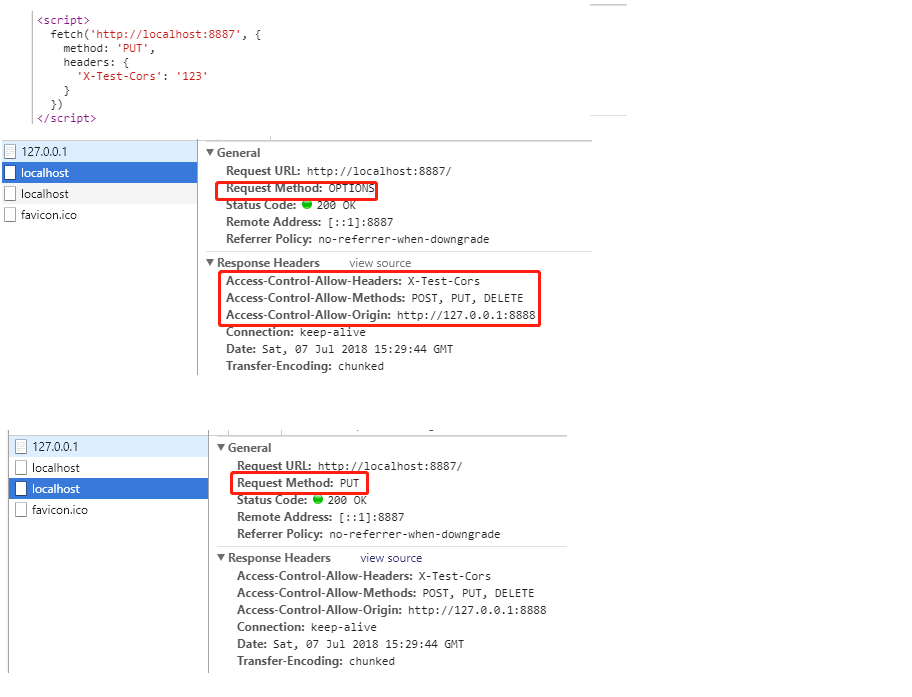 <script>
fetch('http://localhost:8887', {
method: 'PUT',
headers: {
'X-Test-Cors': '123'
}
})
</script>
127.0.0.1
localhost
localhost
favicon.ico
General
Request URL: http://localhost:8887/
Request Method: OPTIONS
Status Code: 200 OK
Remote Address: [::1]:8887
Referrer Policy: no-referrer-when-downgrade
Response Headers view source
Access-Control-Allow-Headers: X-Test-Cors
Access-Control-Allow-Methods: POST, PUT, DELETE
Access-Control-Allow-Origin: http://127.0.0.1:8888
Connection: keep-alive
Date: Sat, 07 Jul 2018 15:29:44 GMT
Transfer-Encoding: chunked
127.0.0.1
localhost
localhost
favicon.ico
General
Request URL: http://localhost:8887/
Request Method: PUT
Status Code: 200 OK
Remote Address: [::1]:8887
Referrer Policy: no-referrer-when-downgrade
Response Headers view source
Access-Control-Allow-Headers: X-Test-Cors
Access-Control-Allow-Methods: POST, PUT, DELETE
Access-Control-Allow-Origin: http://127.0.0.1:8888
Connection: keep-alive
Date: Sat, 07 Jul 2018 15:29:44 GMT
Transfer-Encoding: chunked